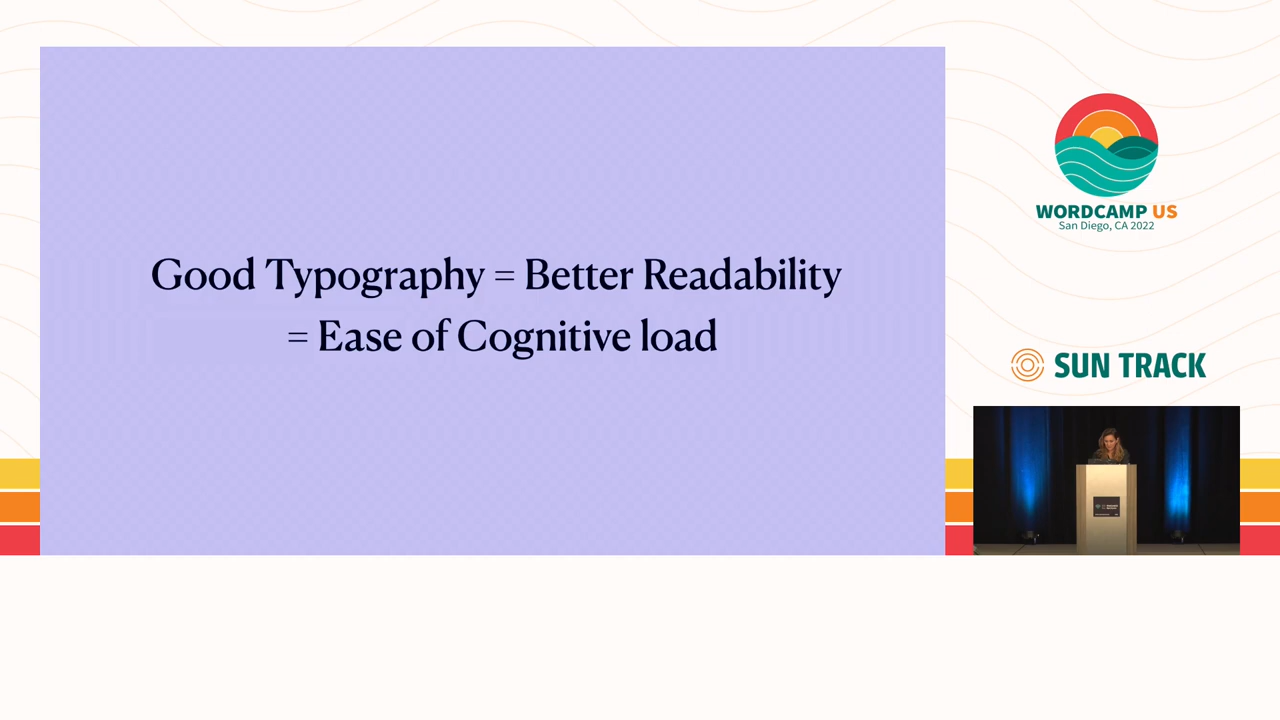 Good Typography = Better Readability
= Ease of Cognitive load
WORDCAMP US
San Diego, CA 2022
SUN TRACK